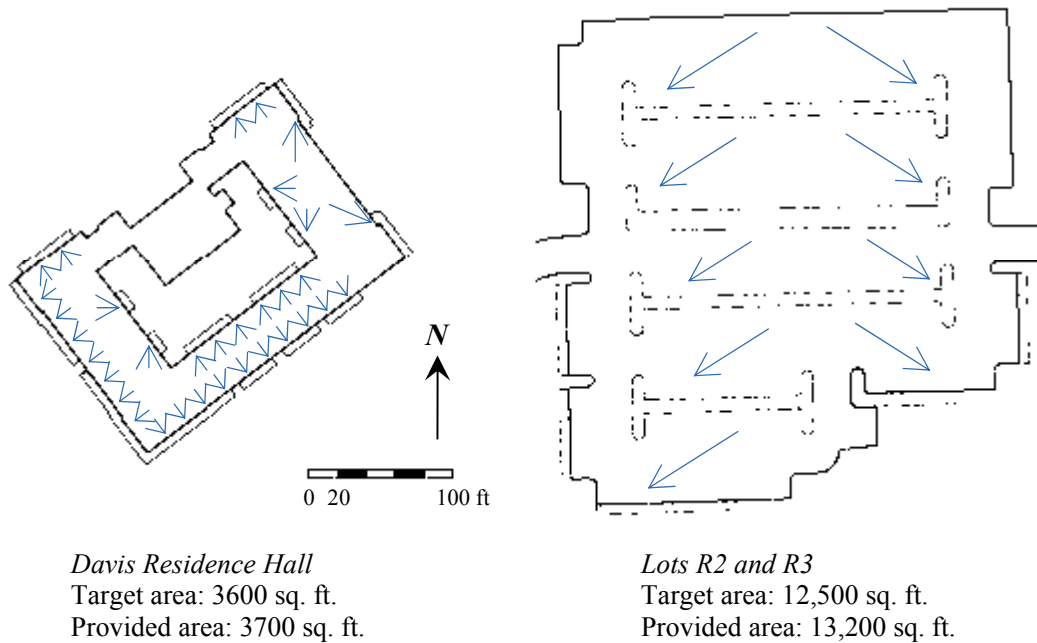 N
0 20 100 ft
Davis Residence Hall
Target area: 3600 sq. ft.
Provided area: 3700 sq. ft.
Lots R2 and R3
Target area: 12,500 sq. ft.
Provided area: 13,200 sq. ft.